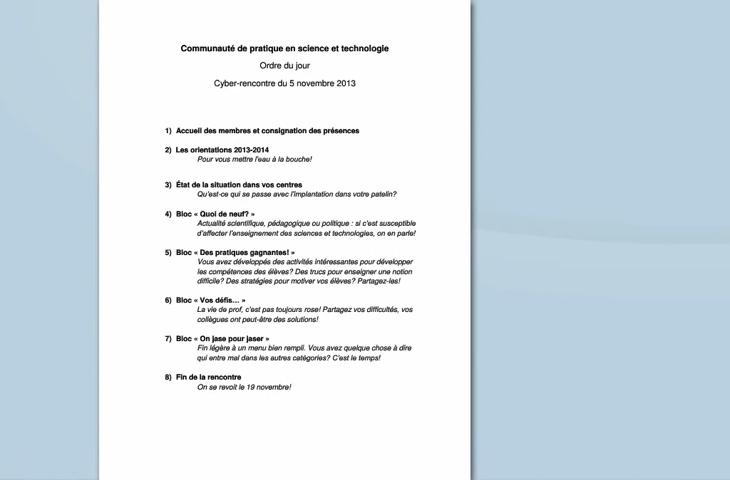 Communauté de pratique en science et technologie
Ordre du jour
Cyber-rencontre du 5 novembre 2013
1) Accueil des membres et consignation des présences
2) Les orientations 2013-2014
Pour vous mettre l'eau à la bouche!
3) État de la situation dans vos centres
Qu'est-ce qui se passe avec l'implantation dans votre patelin?
4) Bloc « Quoi de neuf? »
Actualité scientifique, pédagogique ou politique : si c'est susceptible
d'affecter l'enseignement des sciences et technologies, on en parle!
5) Bloc « Des pratiques gagnantes! »
Vous avez développés des activités intéressantes pour développer
les compétences des élèves? Des trucs pour enseigner une notion
difficile? Des stratégies pour motiver vos élèves? Partagez-les!
6) Bloc « Vos défis... »
La vie de prof, c'est pas toujours rose! Partagez vos difficultés, vos
collègues ont peut-être des solutions!
7) Bloc « On jase pour jaser »
Fin légère à un menu bien rempli. Vous avez quelque chose à dire
qui entre mal dans les autres catégories? C'est le temps!
8) Fin de la rencontre
On se revoit le 19 novembre!